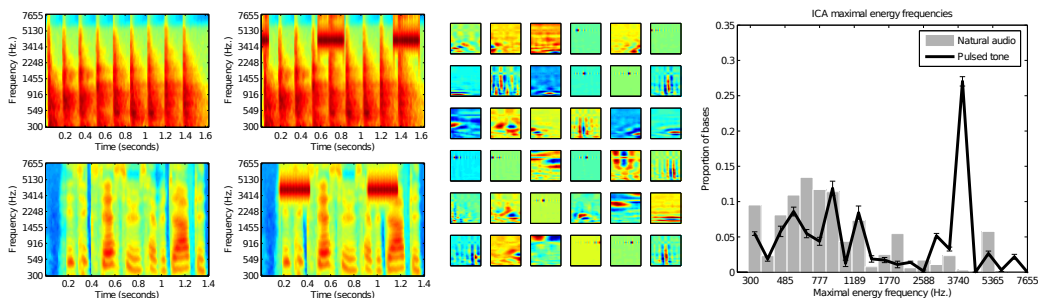 ICA maximal energy frequencies
Natural audio
Pulsed tone
Proportion of bases
0.35
0.3
0.25
0.2
0.15
0.1
0.05
0
300 485 777 1189 1770 2588 3740 5365 7655
Maximal energy frequency (Hz.)
Frequency (Hz.)
7655
5130
3414
2248
1455
916
549
300
0.2 0.4 0.6 0.8 1 1.2 1.4 1.6
Time (seconds)
Frequency (Hz.)
7655
5130
3414
2248
1455
916
549
300
0.2 0.4 0.6 0.8 1 1.2 1.4 1.6
Time (seconds)
Frequency (Hz.)
7655
5130
3414
2248
1455
916
549
300
0.2 0.4 0.6 0.8 1 1.2 1.4
Time (seconds)
Frequency (Hz.)
7655
5130
3414
2248
1455
916
549
300
0.2 0.4 0.6 0.8 1 1.2 1.4
Time (seconds)